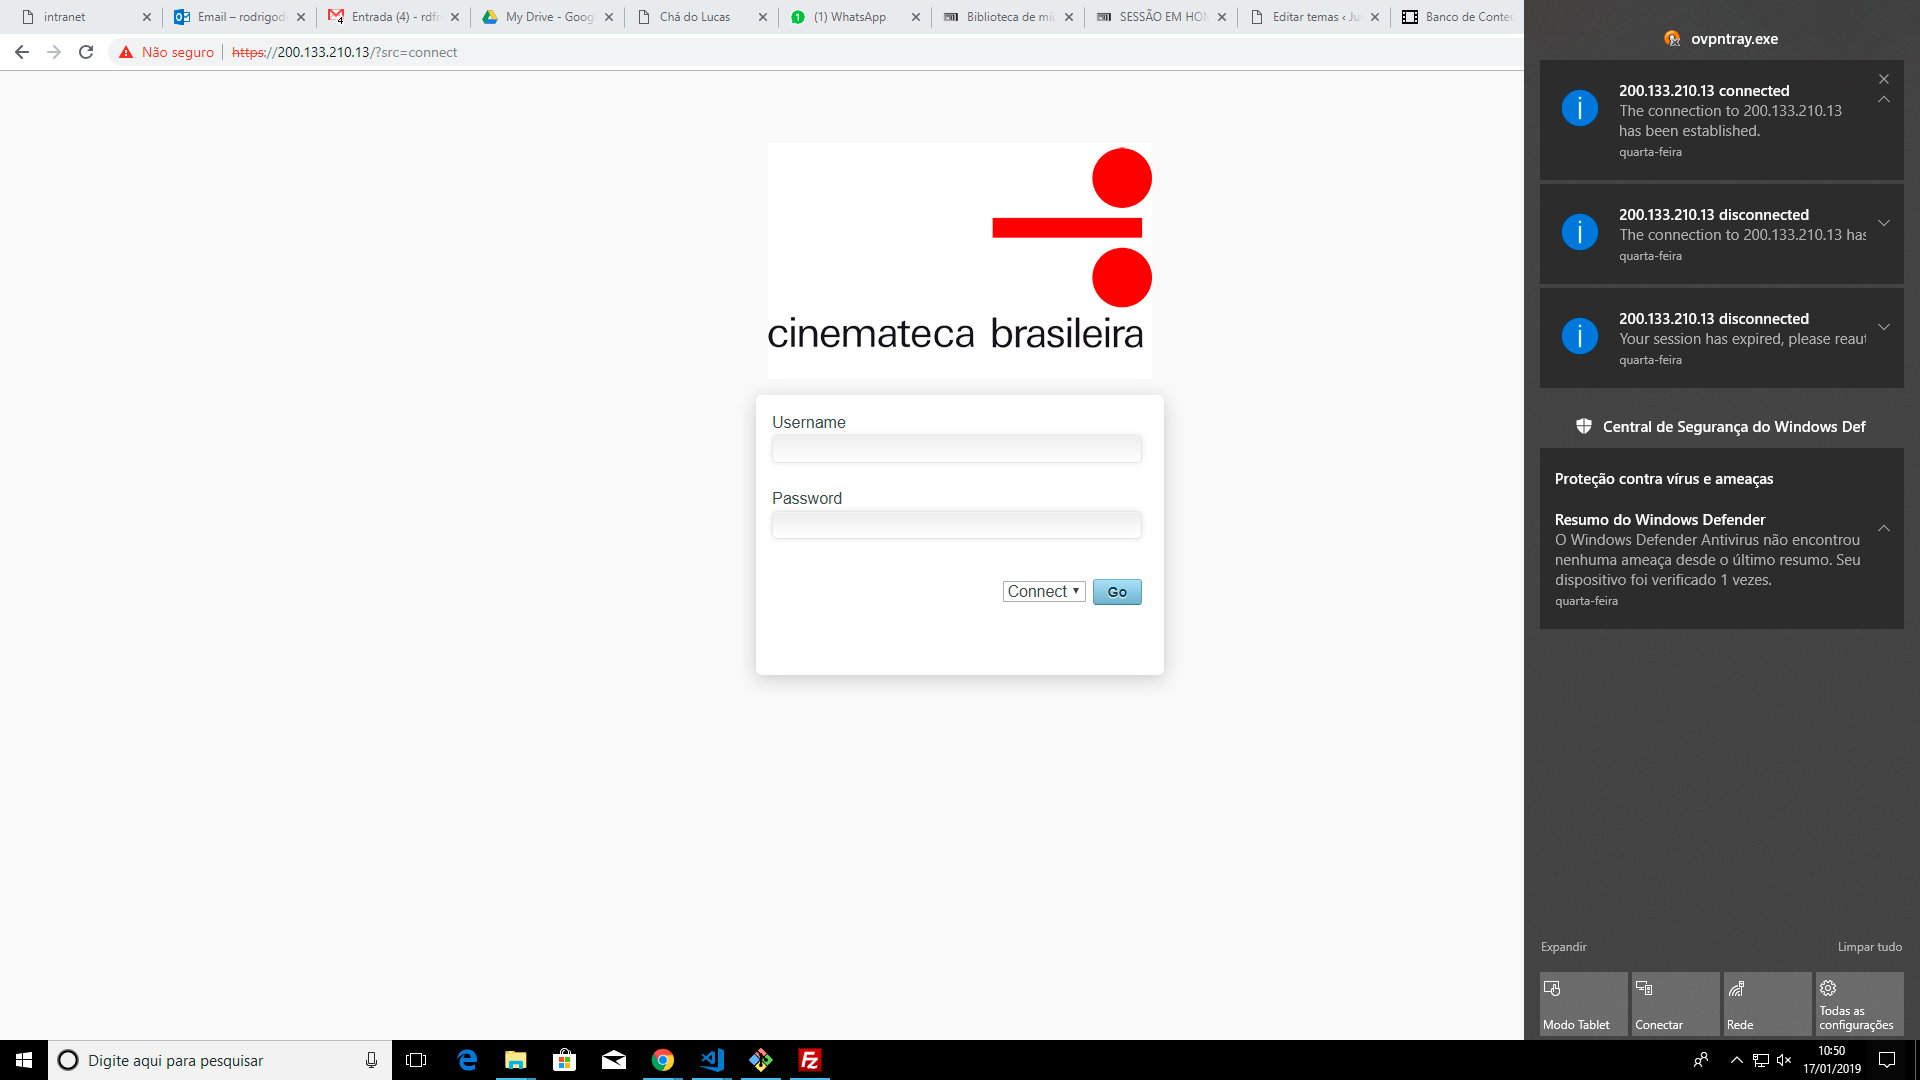 intranet
Email – rodrigod
Entrada (4) - rdfr
My Drive - Goog
Chá do Lucas
(1) WhatsApp
Biblioteca de mí
SESSÃO EM HOM
Editar temas ‹ Ju
Banco de Conteú
Não seguro
https://200.133.210.13/?src=connect
cinemateca brasileira
Username
Password
Connect
Go
ovpntray.exe
200.133.210.13 connected
The connection to 200.133.210.13
has been established.
quarta-feira
200.133.210.13 disconnected
The connection to 200.133.210.13 has
quarta-feira
200.133.210.13 disconnected
Your session has expired, please reaut
quarta-feira
Central de Segurança do Windows Def
Proteção contra vírus e ameaças
Resumo do Windows Defender
O Windows Defender Antivirus não encontrou
nenhuma ameaça desde o último resumo. Seu
dispositivo foi verificado 1 vezes.
quarta-feira
Expandir
Limpar tudo
Modo Tablet
Conectar
Rede
Todas as
configurações
Digite aqui para pesquisar
10:50
17/01/2019